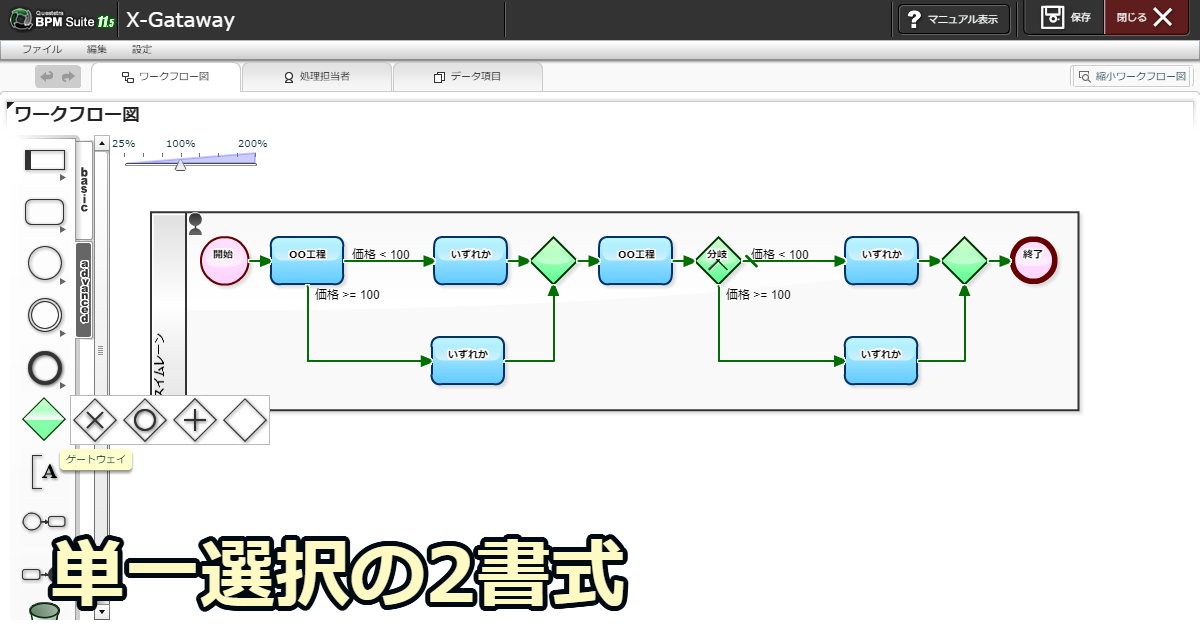 Questetra
BPM Suite 11.5
X-Gataway
マニュアル表示
保存
閉じる
ファイル 編集 設定
ワークフロー図
処理担当者
データ項目
縮小ワークフロー図
ワークフロー図
25% 100% 200%
basic
advanced
開始
OO工程
価格 < 100
いずれか
OO工程
分岐
価格 < 100
いずれか
終了
価格 >= 100
価格 >= 100
いずれか
いずれか
スイムレーン
A
ゲートウェイ
単一選択の2書式